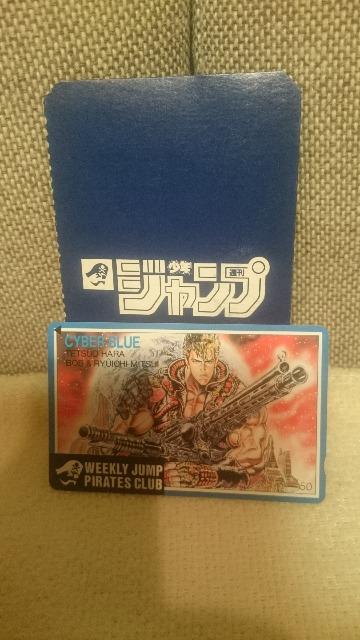 少年
週刊
ジャンプ
CYBER BLUE
TETSUO HARA
BOB & RYUICHI MITSUI
WEEKLY JUMP
PIRATES CLUB
50